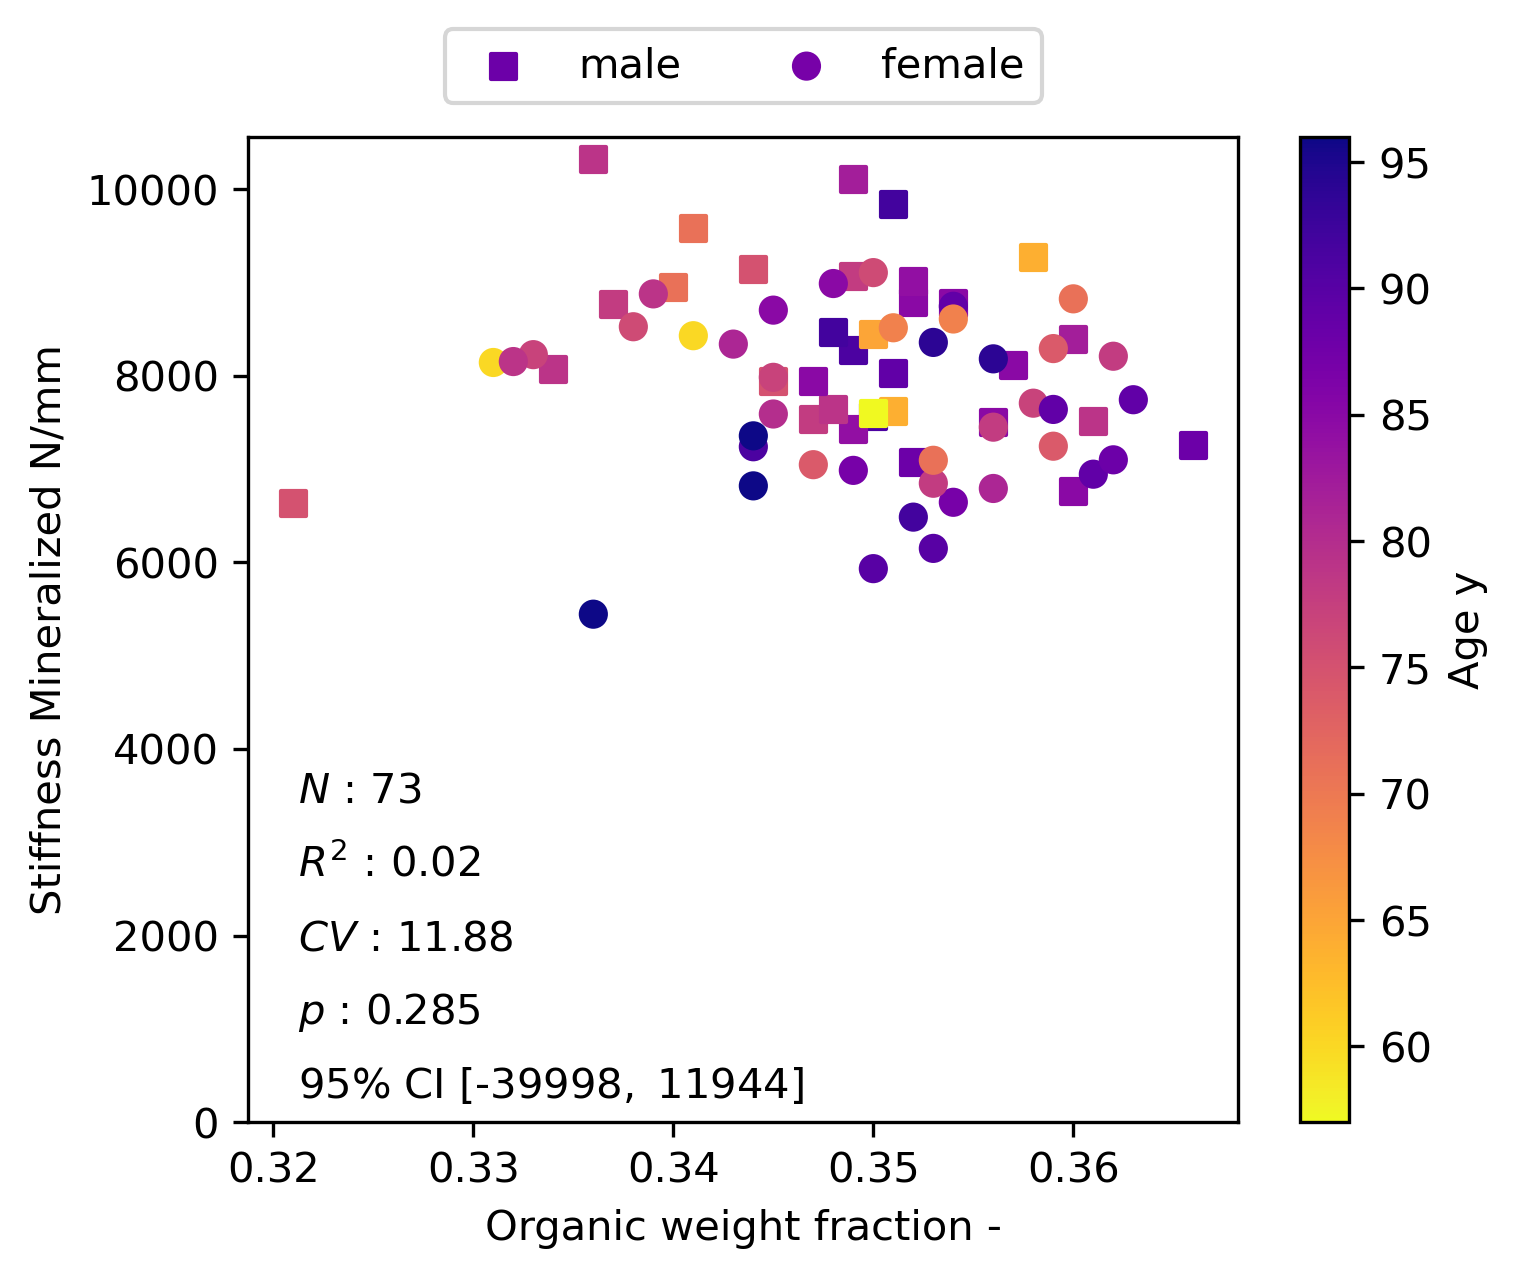 male female
10000
8000
6000
4000
2000
0
Stiffness Mineralized N/mm
N : 73
R² : 0.02
CV : 11.88
p : 0.285
95% CI [-39998, 11944]
0.32 0.33 0.34 0.35 0.36
Organic weight fraction -
95
90
85
80
75
70
65
60
Age y